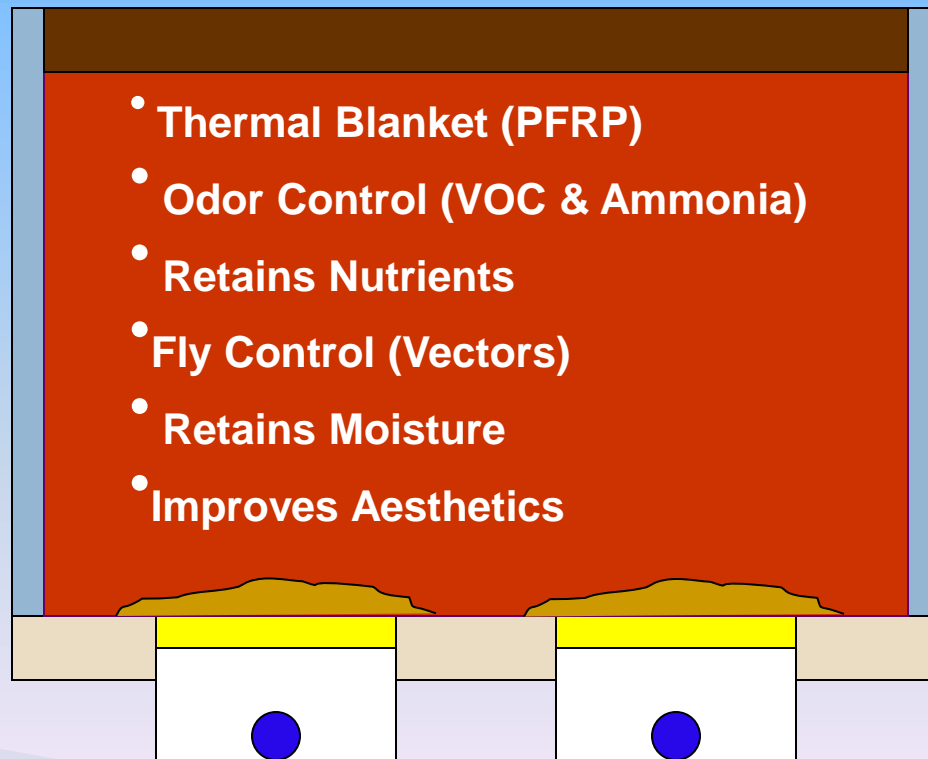 • Thermal Blanket (PFRP)
• Odor Control (VOC & Ammonia)
• Retains Nutrients
• Fly Control (Vectors)
• Retains Moisture
• Improves Aesthetics